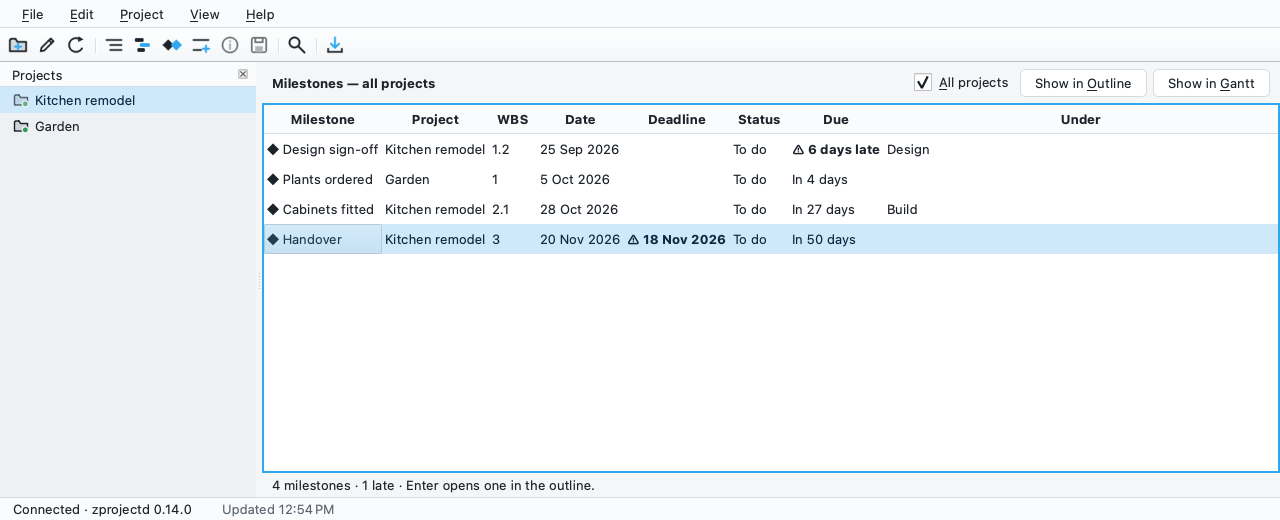 File Edit Project View Help
Projects
Kitchen remodel
Garden
Milestones — all projects
All projects
Show in Outline
Show in Gantt
Milestone Project WBS Date Deadline Status Due Under
Design sign-off Kitchen remodel 1.2 25 Sep 2026 To do ⚠ 6 days late Design
Plants ordered Garden 1 5 Oct 2026 To do In 4 days
Cabinets fitted Kitchen remodel 2.1 28 Oct 2026 To do In 27 days Build
Handover Kitchen remodel 3 20 Nov 2026 ⚠ 18 Nov 2026 To do In 50 days
4 milestones · 1 late · Enter opens one in the outline.
Connected · zprojectd 0.14.0 Updated 12:54 PM